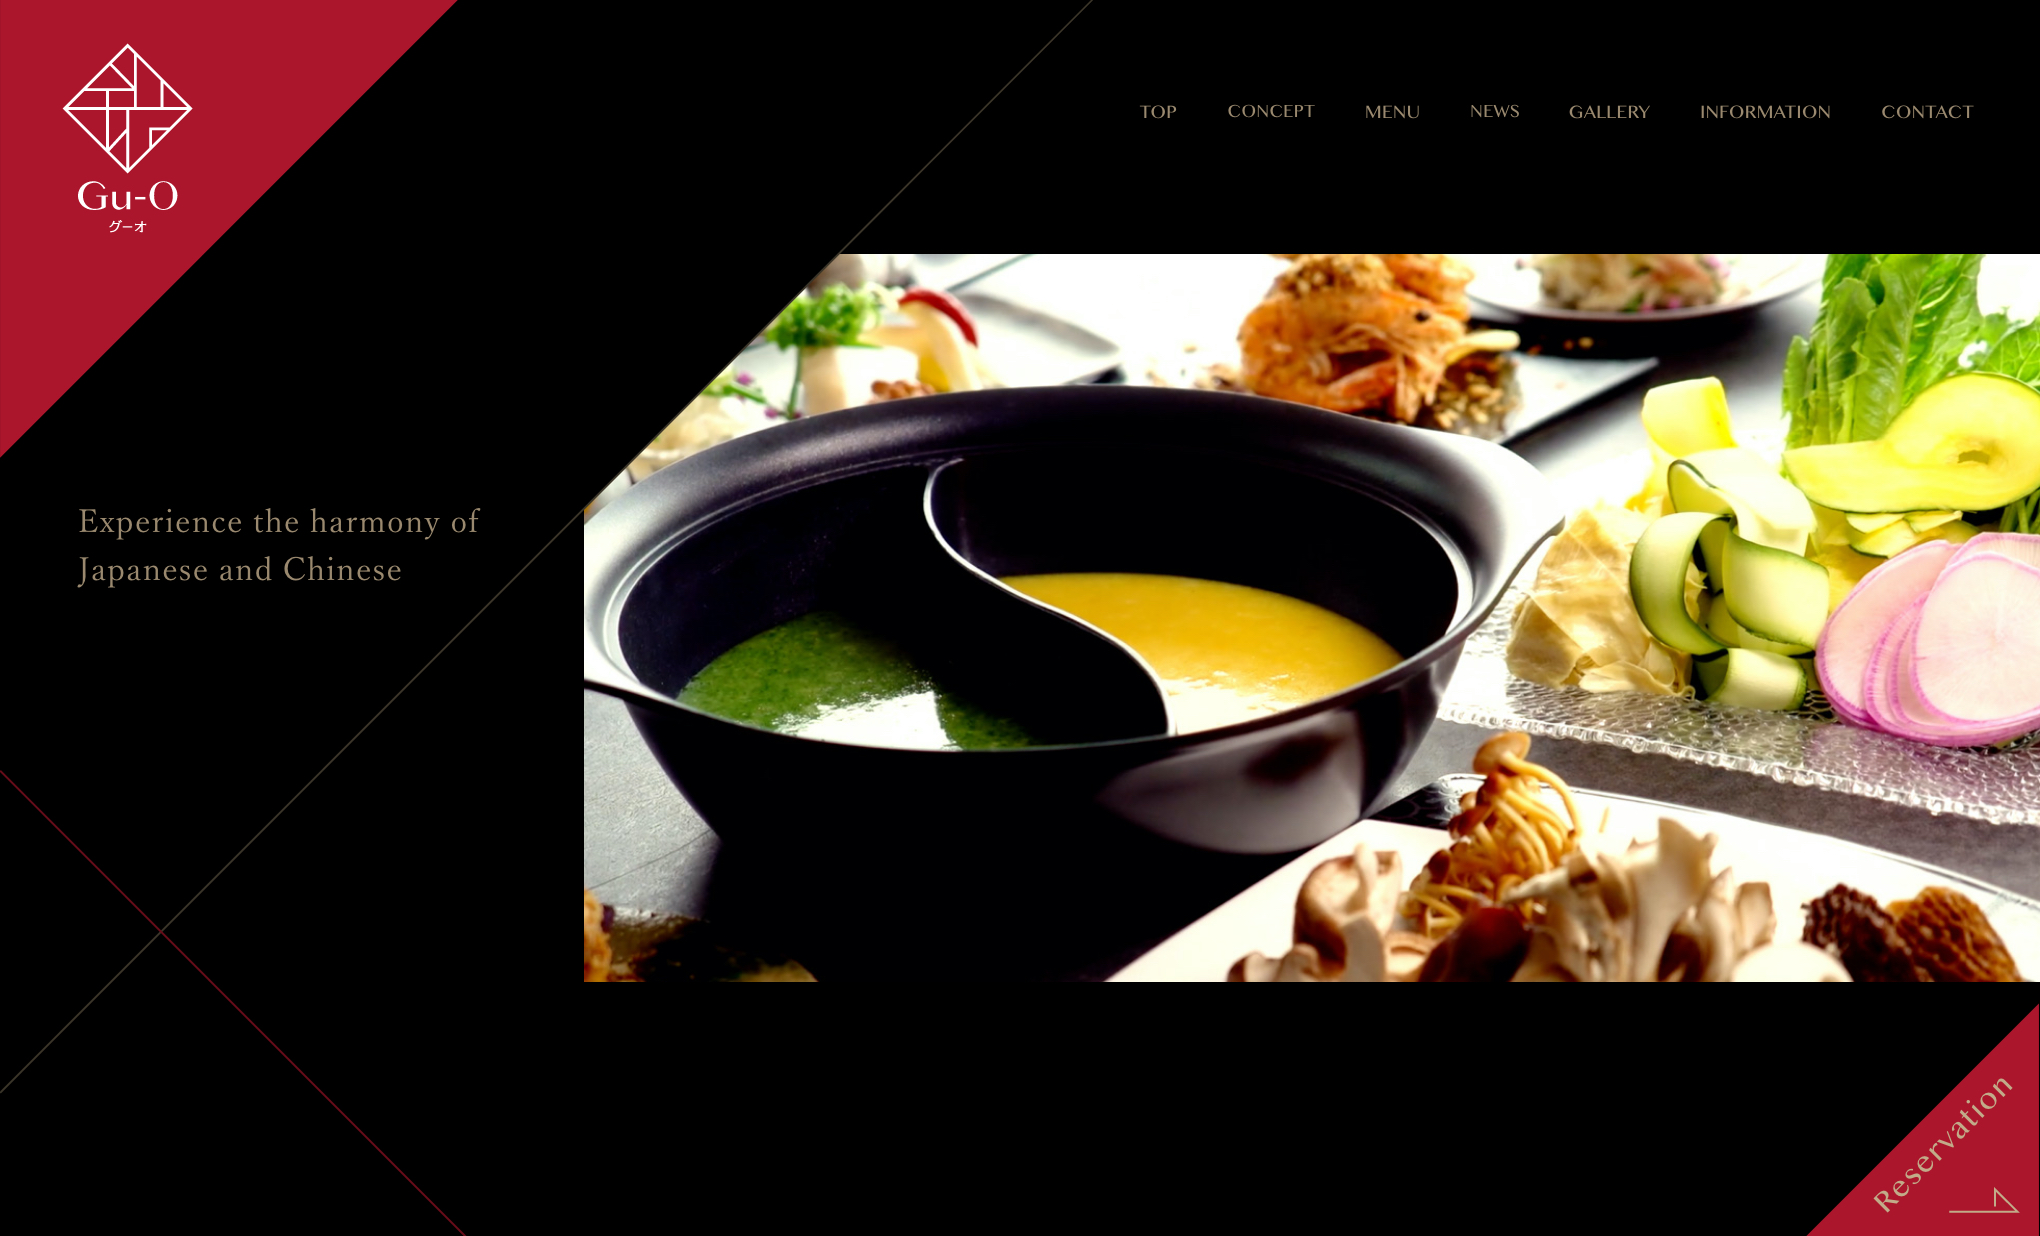 Gu-O
グーオ
TOP CONCEPT MENU NEWS GALLERY INFORMATION CONTACT
Experience the harmony of
Japanese and Chinese
Reservation